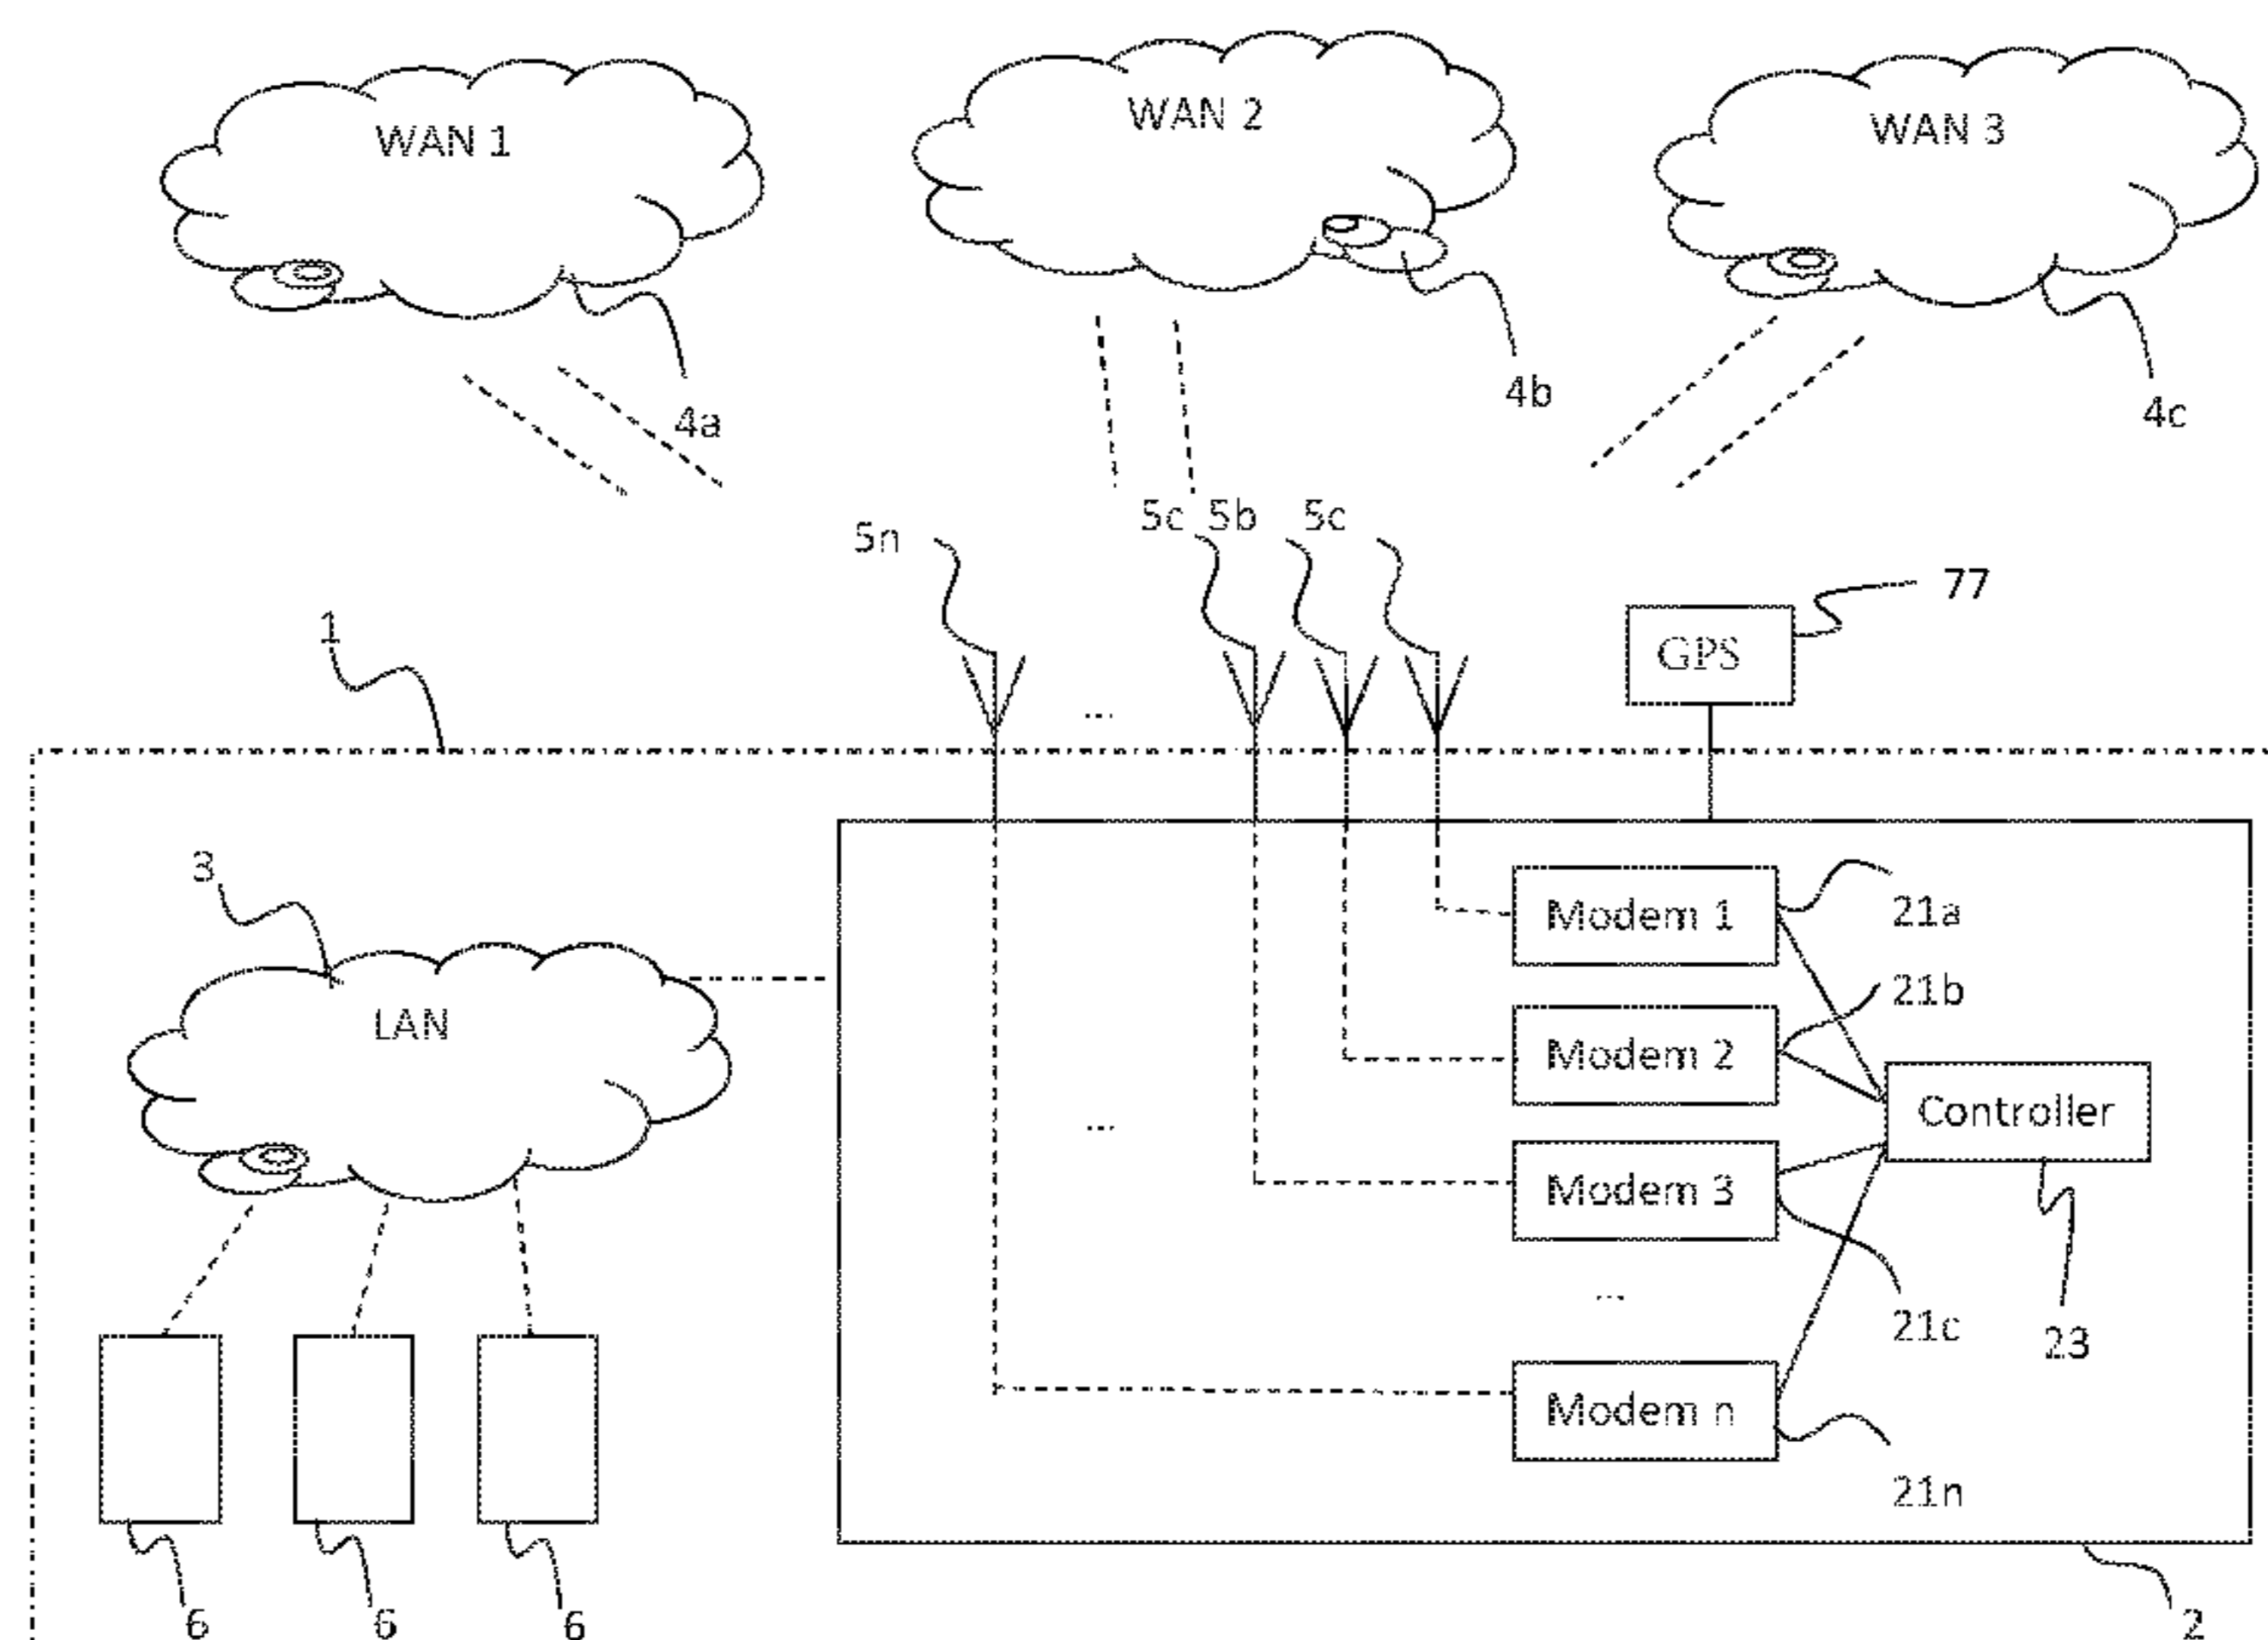 WAN 1
WAN 2
WAN 3
4a
4b
4c
5n
5c
5b
5c
77
GPS
1
3
LAN
Modem 1
21a
Modem 2
21b
Controller
Modem 3
21c
23
Modem n
21n
6
6
6
2
...
...
...